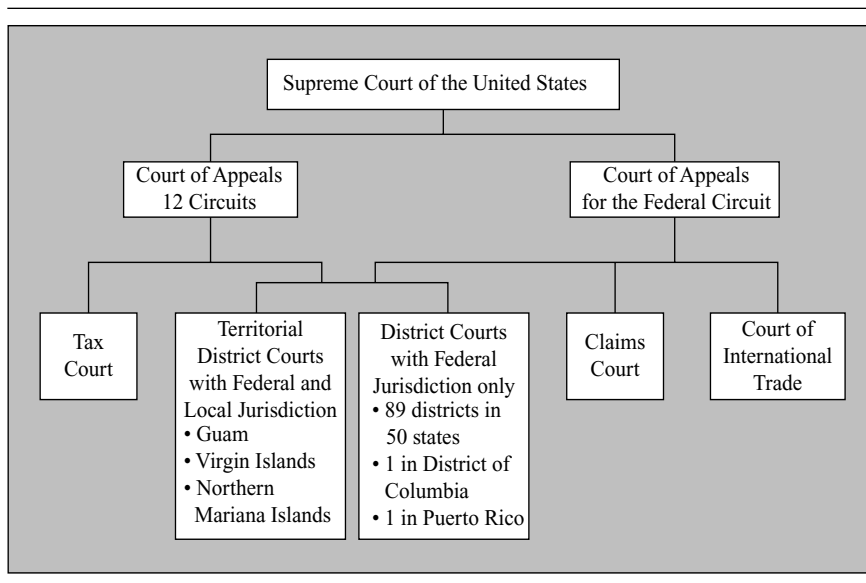 Supreme Court of the United States
Court of Appeals
12 Circuits
Court of Appeals
for the Federal Circuit
Tax
Court
Territorial
District Courts
with Federal and
Local Jurisdiction
• Guam
• Virgin Islands
• Northern
Mariana Islands
District Courts
with Federal
Jurisdiction only
• 89 districts in
50 states
• 1 in District of
Columbia
• 1 in Puerto Rico
Claims
Court
Court of
International
Trade